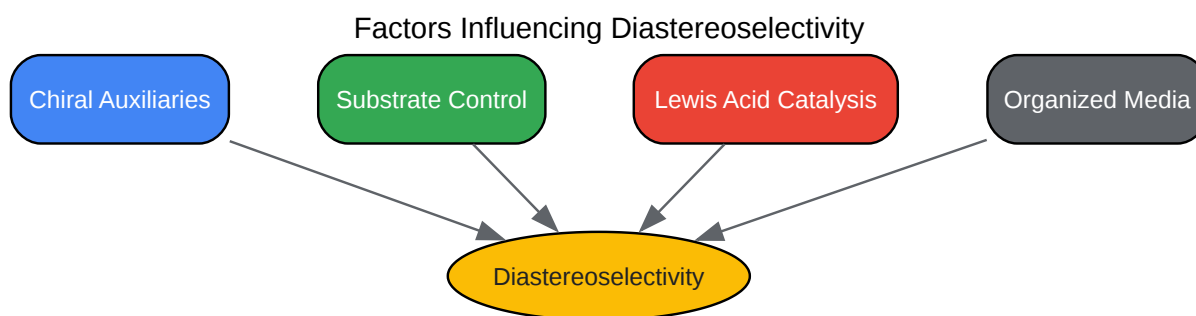 Factors Influencing Diastereoselectivity
Chiral Auxiliaries
Substrate Control
Lewis Acid Catalysis
Organized Media
Diastereoselectivity